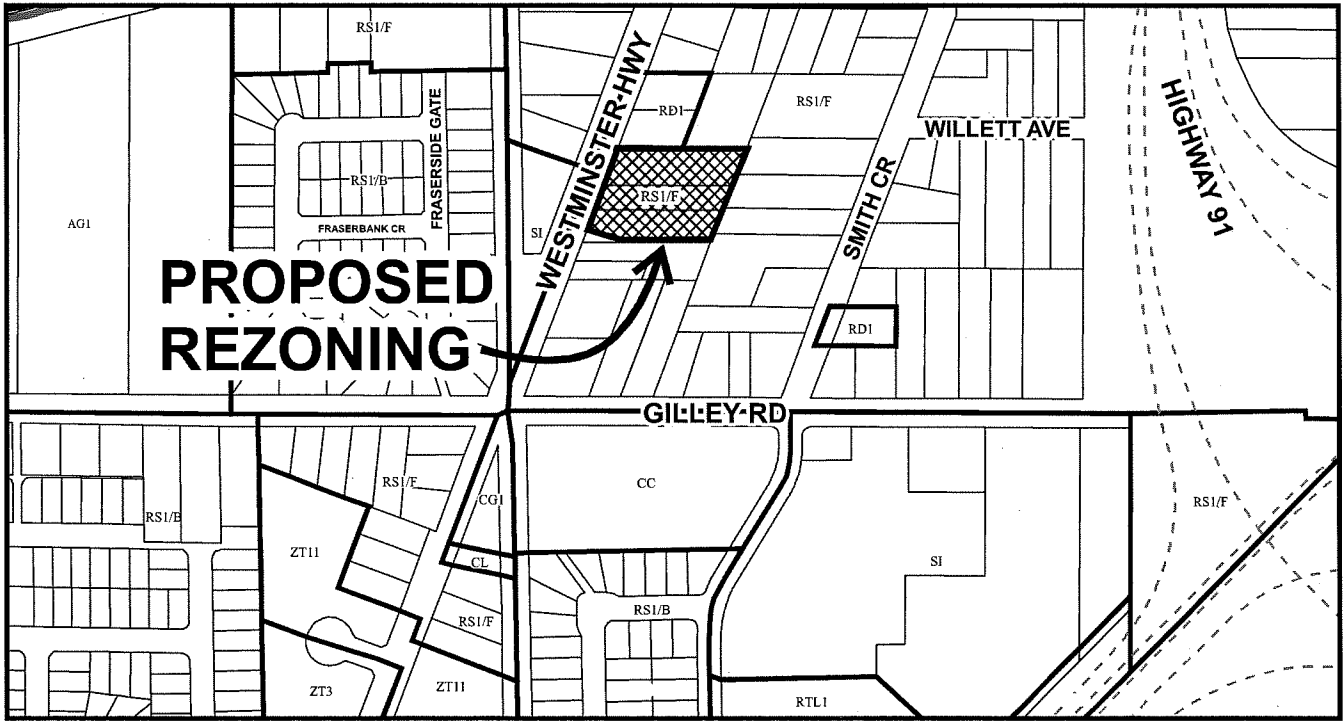 RS1/F
WESTMINSTER HWY
RD1
RS1/F
WILLETT AVE
HIGHWAY 91
FRASERSIDE GATE
RS1/B
FRASERBANK CR
AG1
SI
RS1/F
SMITH CR
PROPOSED
REZONING
RD1
GILLEY RD
RS1/F
CG1
CC
RS1/F
RS1/B
ZT11
CL
SI
RS1/B
RS1/F
ZT3
ZT11
RTL1